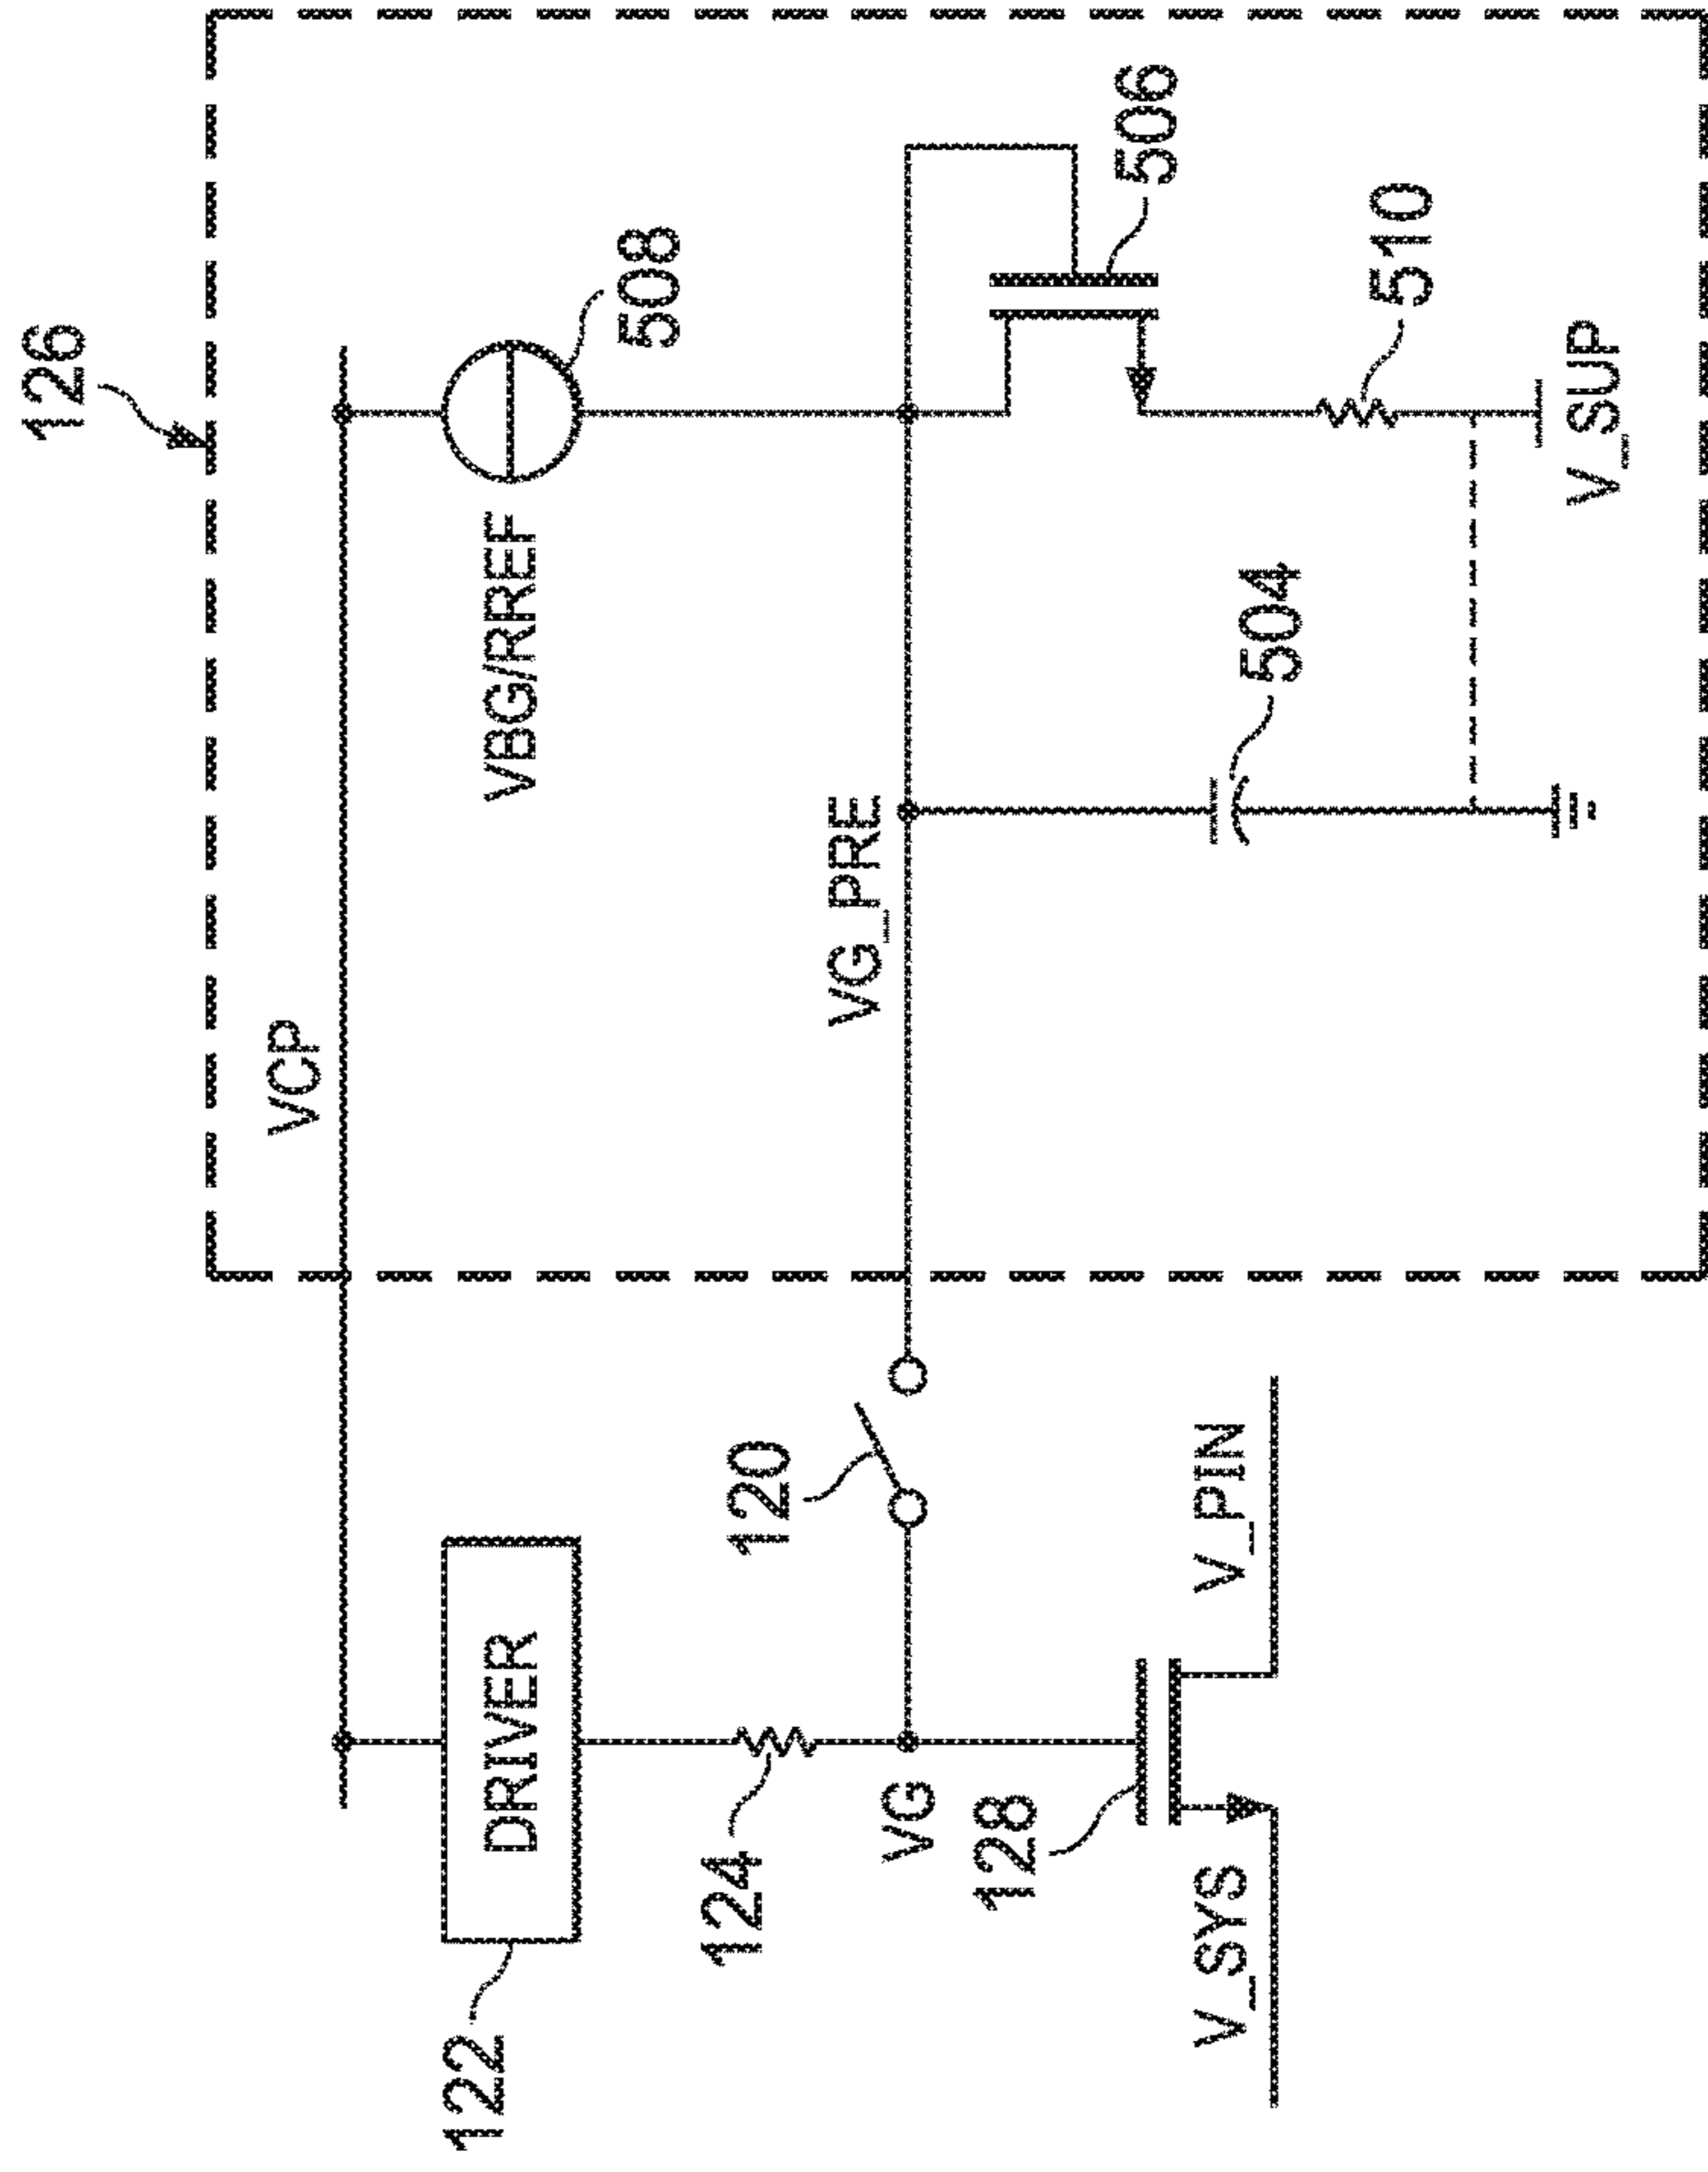 126
VCP
122
DRIVER
VBG/RREF
508
124
120
VG_PRE
VG
128
506
504
V_SYS
V_PIN
510
V_SUP